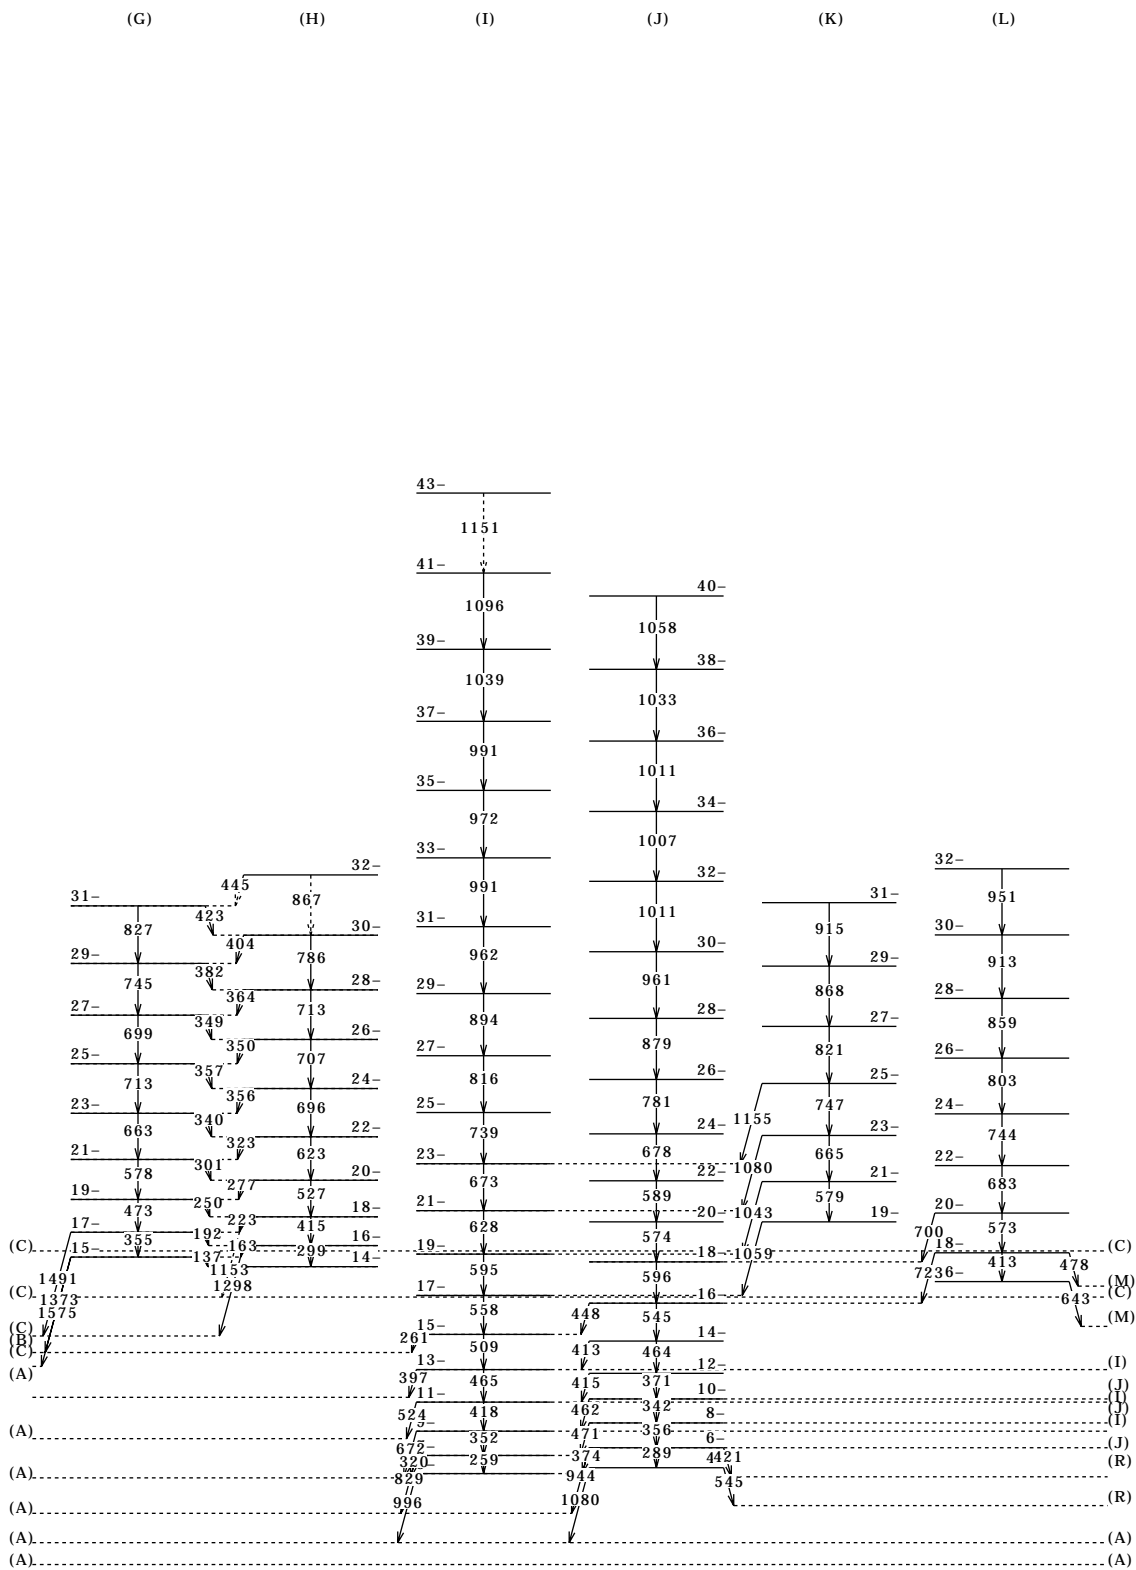 (G) (H) (I) (J) (K) (L)
43–
1151
41–
40–
1096
1058
39–
38–
1039
1033
37–
36–
991
1011
35–
34–
972
1007
33–
32– 32– 32–
445 867 991 1011 951
31– 31– 31–
423
827 915
30– 30– 30–
404
786 962 961 913
29– 29– 29–
382
745 868
28– 28– 28–
364
713 894 879 859
27– 27– 27–
349
699 821
350
26– 26– 26–
707 816 781 803
25– 25– 25–
357
713 747
356
24– 24– 24–
696 739 678 744
23– 23– 23–
340 1155
663 665
323
22– 22– 22–
623 673 589 683
21– 21– 21–
301 1080
578 579
277
20– 20– 20–
527 628 574 573
19– 19– 19–
250 1043 700
473
223
18– 18– 18–
415 595 596 413
17– 17–
192 1059 478
355
163
(C) 16– 16– (C)
299 558 545
15– 15–
137 448
1153
14– 14–
1491 1298 643
(M)
(C) (C)
1373
1575
(M)
261 509 464
(C)
(B)
(C)
413
13– 12– (I)
(A)
397 465 415 371
(J)
11– 10– (I)
(J)
524 418 462 342
8– (I)
9–
(A) 471 356
672 352 6– (J)
320 259 374 289 421 (R)
(A) 829 944 545
996 1080 (R)
(A)
(A) (A)
(A) (A)